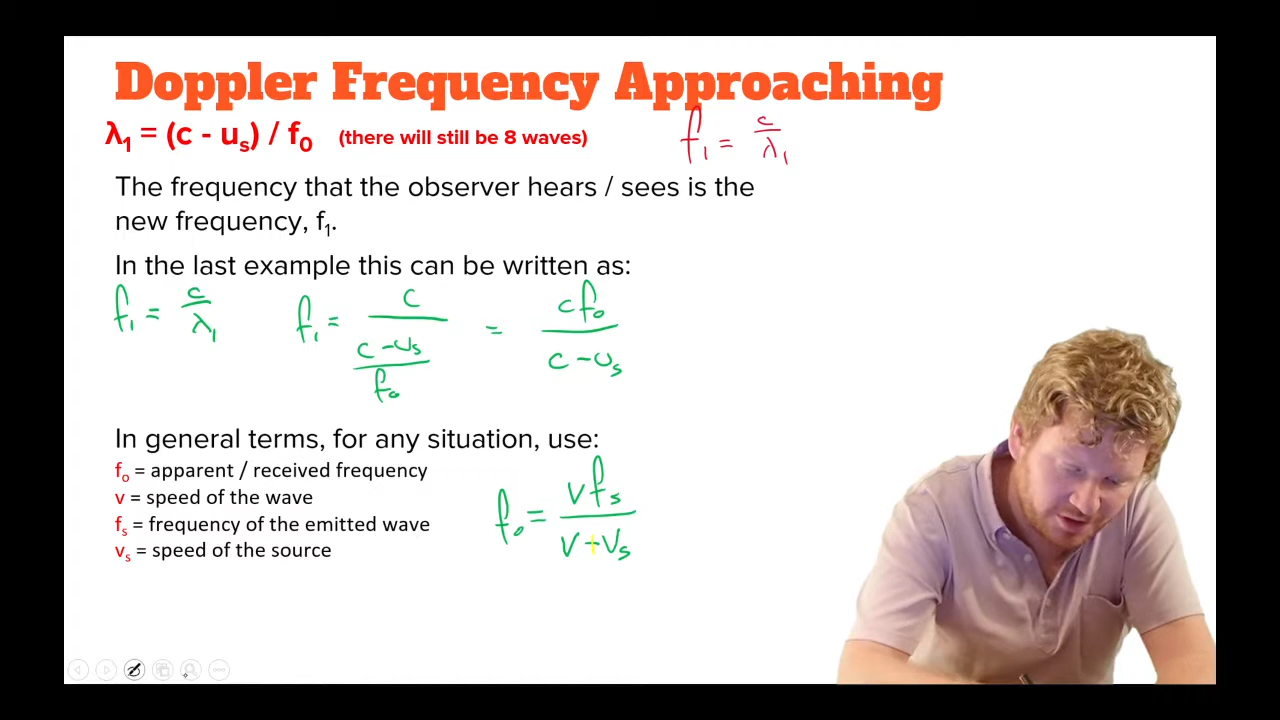 Doppler Frequency Approaching
λ₁ = (c - uₛ) / f₀ (there will still be 8 waves)
f₁ = c/λ₁
The frequency that the observer hears / sees is the
new frequency, f₁.
In the last example this can be written as:
f₁ = c/λ₁ f₁ = c/((c - uₛ)/f₀) = cf₀/(c - uₛ)
In general terms, for any situation, use:
fₒ = apparent / received frequency
v = speed of the wave
fₛ = frequency of the emitted wave
vₛ = speed of the source
fₒ = vfₛ/(v - vₛ)